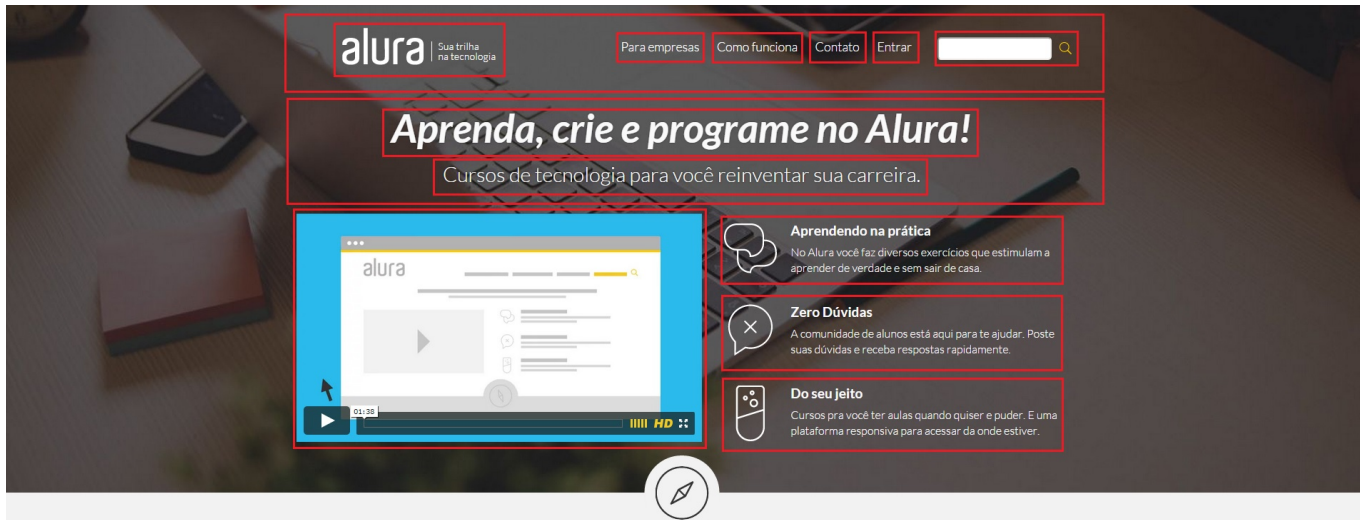 alura
Sua trilha
na tecnologia
Para empresas
Como funciona
Contato
Entrar
Aprenda, crie e programe no Alura!
Cursos de tecnologia para você reinventar sua carreira.
alura
01:38
HD
Aprendendo na prática
No Alura você faz diversos exercícios que estimulam a
aprender de verdade e sem sair de casa.
Zero Dúvidas
A comunidade de alunos está aqui para te ajudar. Poste
suas dúvidas e receba respostas rapidamente.
Do seu jeito
Cursos pra você ter aulas quando quiser e puder. E uma
plataforma responsiva para acessar da onde estiver.